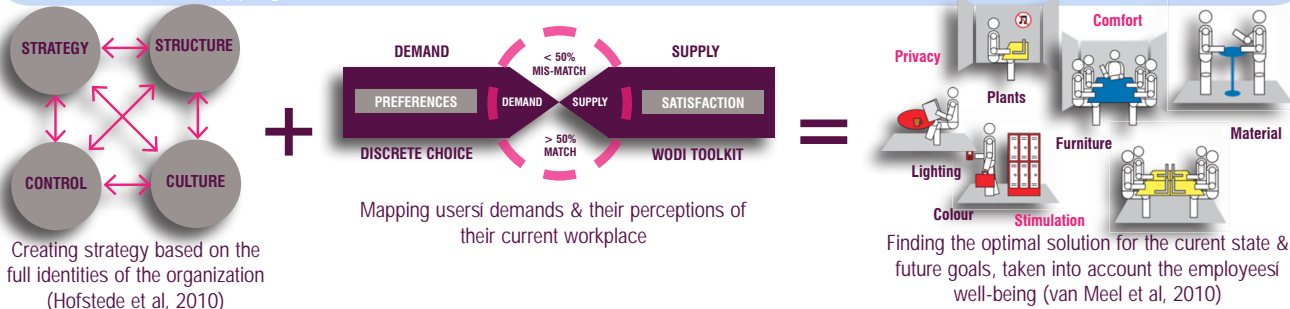 STRATEGY
STRUCTURE
CONTROL
CULTURE
Creating strategy based on the
full identities of the organization
(Hofstede et al, 2010)
+
DEMAND
SUPPLY
< 50%
MIS-MATCH
PREFERENCES
DEMAND
SUPPLY
SATISFACTION
> 50%
MATCH
DISCRETE CHOICE
WODI TOOLKIT
Mapping usersí demands & their perceptions of
their current workplace
=
Privacy
Comfort
Plants
Material
Furniture
Lighting
Colour
Stimulation
Finding the optimal solution for the curent state &
future goals, taken into account the employeesí
well-being (van Meel et al, 2010)